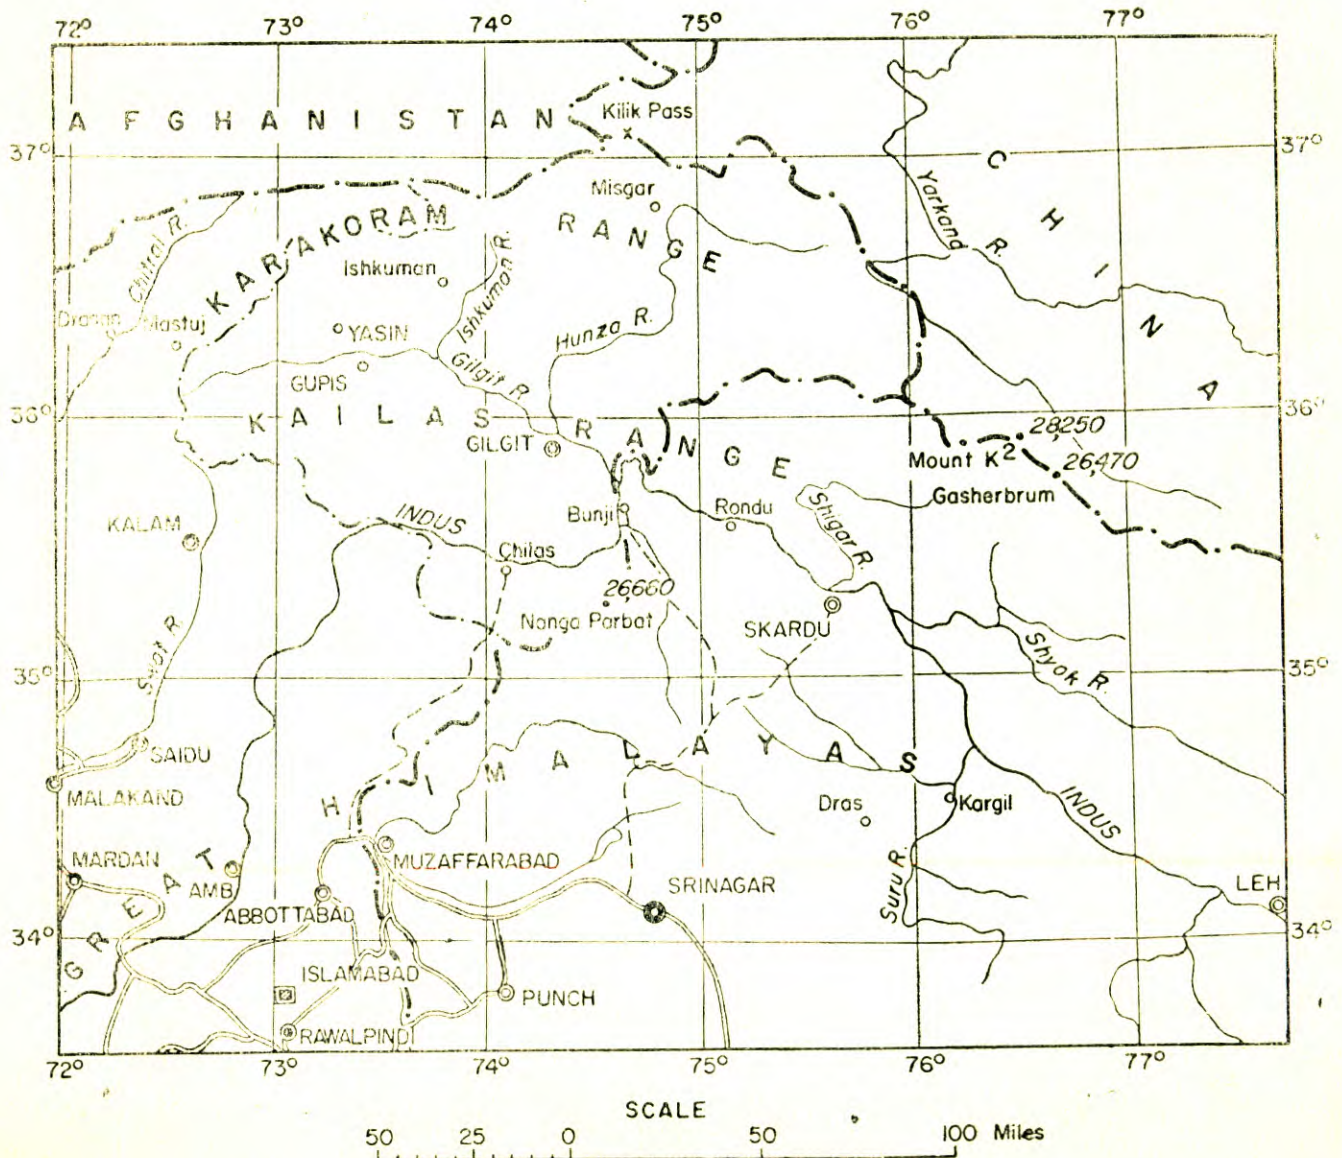 72° 73° 74° 75° 76° 77°
AFGHANISTAN
Kilik Pass
37° 37°
CHINA
Misgar
Yarkand R.
KARAKORAM RANGE
Chitral R.
Ishkuman
Ishkuman R.
Mastuj
YASIN
Hunza R.
GUPIS
Gilgit R.
36° 36°
KAILAS RANGE
GILGIT
28,250
Mount K2
26,470
Gasherbrum
KALAM
INDUS
Bunji
Rondu
Shigar R.
Chilas
26,660
Nanga Parbat
SKARDU
Swat R.
Shyok R.
35° 35°
SAIDU
MALAKAND
GREAT HIMALAYAS
Dras
Kargil
INDUS
MARDAN
AMB
MUZAFFARABAD
ABBOTTABAD
SRINAGAR
Suru R.
LEH
34° 34°
ISLAMABAD
PUNCH
RAWALPINDI
72° 73° 74° 75° 76° 77°
SCALE
50 25 0 50 100 Miles